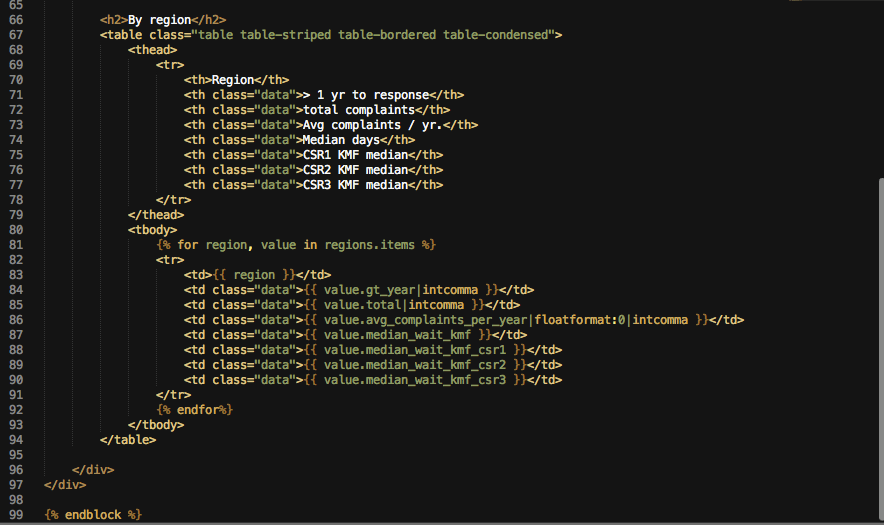 65
66 <h2>By region</h2>
67 <table class="table table-striped table-bordered table-condensed">
68 <thead>
69 <tr>
70 <th>Region</th>
71 <th class="data">> 1 yr to response</th>
72 <th class="data">total complaints</th>
73 <th class="data">Avg complaints / yr.</th>
74 <th class="data">Median days</th>
75 <th class="data">CSR1 KMF median</th>
76 <th class="data">CSR2 KMF median</th>
77 <th class="data">CSR3 KMF median</th>
78 </tr>
79 </thead>
80 <tbody>
81 {% for region, value in regions.items %}
82 <tr>
83 <td>{{ region }}</td>
84 <td class="data">{{ value.gt_year|intcomma }}</td>
85 <td class="data">{{ value.total|intcomma }}</td>
86 <td class="data">{{ value.avg_complaints_per_year|floatformat:0|intcomma }}</td>
87 <td class="data">{{ value.median_wait_kmf }}</td>
88 <td class="data">{{ value.median_wait_kmf_csr1 }}</td>
89 <td class="data">{{ value.median_wait_kmf_csr2 }}</td>
90 <td class="data">{{ value.median_wait_kmf_csr3 }}</td>
91 </tr>
92 {% endfor%}
93 </tbody>
94 </table>
95
96 </div>
97 </div>
98
99 {% endblock %}